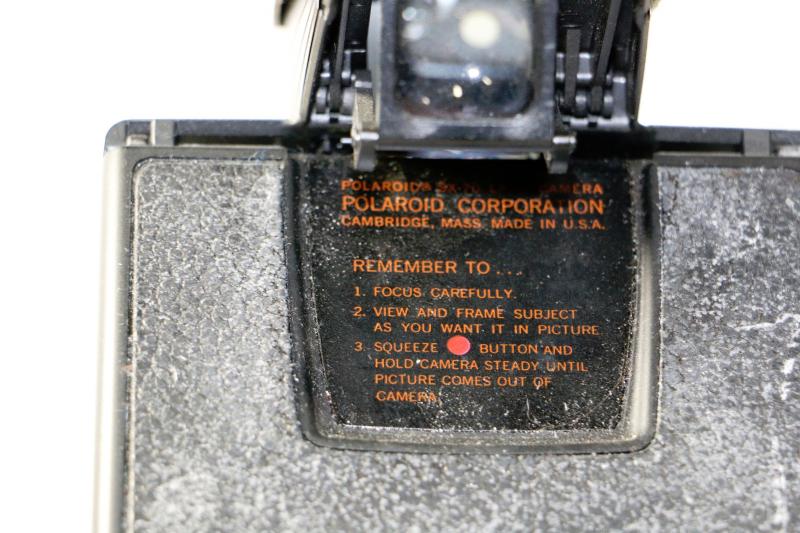 POLAROID® SX-70 CAMERA
POLAROID CORPORATION
CAMBRIDGE, MASS. MADE IN U.S.A.
REMEMBER TO . . .
1. FOCUS CAREFULLY.
2. VIEW AND FRAME SUBJECT
AS YOU WANT IT IN PICTURE
3. SQUEEZE BUTTON AND
HOLD CAMERA STEADY UNTIL
PICTURE COMES OUT OF
CAMERA.